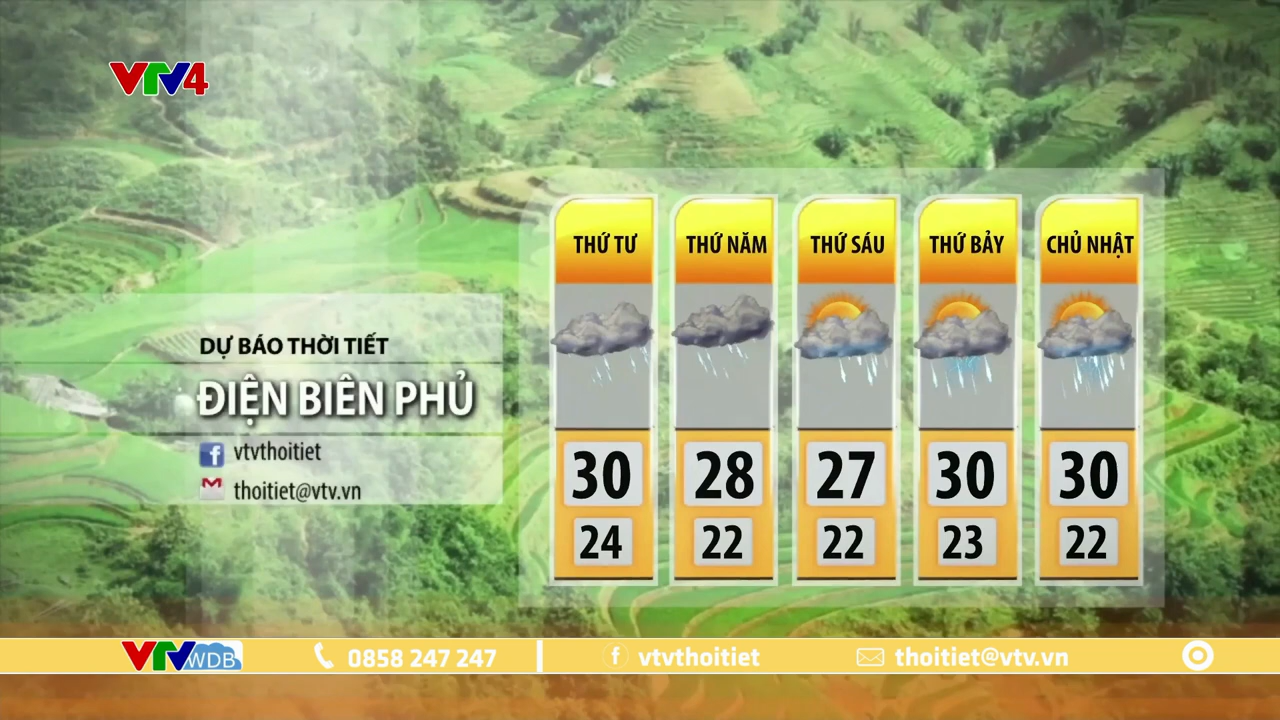 VTV4
DỰ BÁO THỜI TIẾT
ĐIỆN BIÊN PHỦ
vtvthoitiet
thoitiet@vtv.vn
THỨ TƯ THỨ NĂM THỨ SÁU THỨ BẢY CHỦ NHẬT
30 28 27 30 30
24 22 22 23 22
VTV WDB 0858 247 247 vtvthoitiet thoitiet@vtv.vn